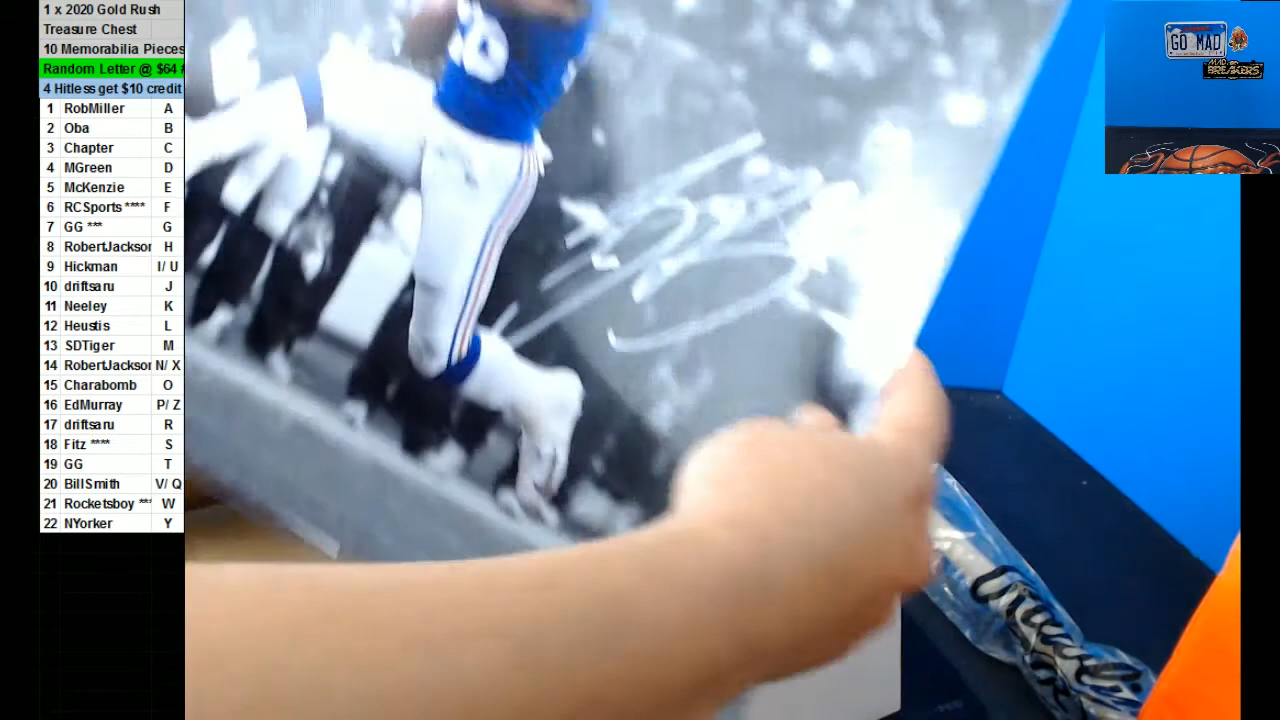 1 x 2020 Gold Rush
Treasure Chest
10 Memorabilia Pieces
Random Letter @ $64
4 Hitless get $10 credit
1 RobMiller A
2 Oba B
3 Chapter C
4 MGreen D
5 McKenzie E
6 RCSports **** F
7 GG *** G
8 RobertJackson H
9 Hickman I/ U
10 driftsaru J
11 Neeley K
12 Heustis L
13 SDTiger M
14 RobertJackson N/ X
15 Charabomb O
16 EdMurray P/ Z
17 driftsaru R
18 Fitz **** S
19 GG T
20 BillSmith V/ Q
21 Rocketsboy *** W
22 NYorker Y
GO MAD
MAD BREAKERS